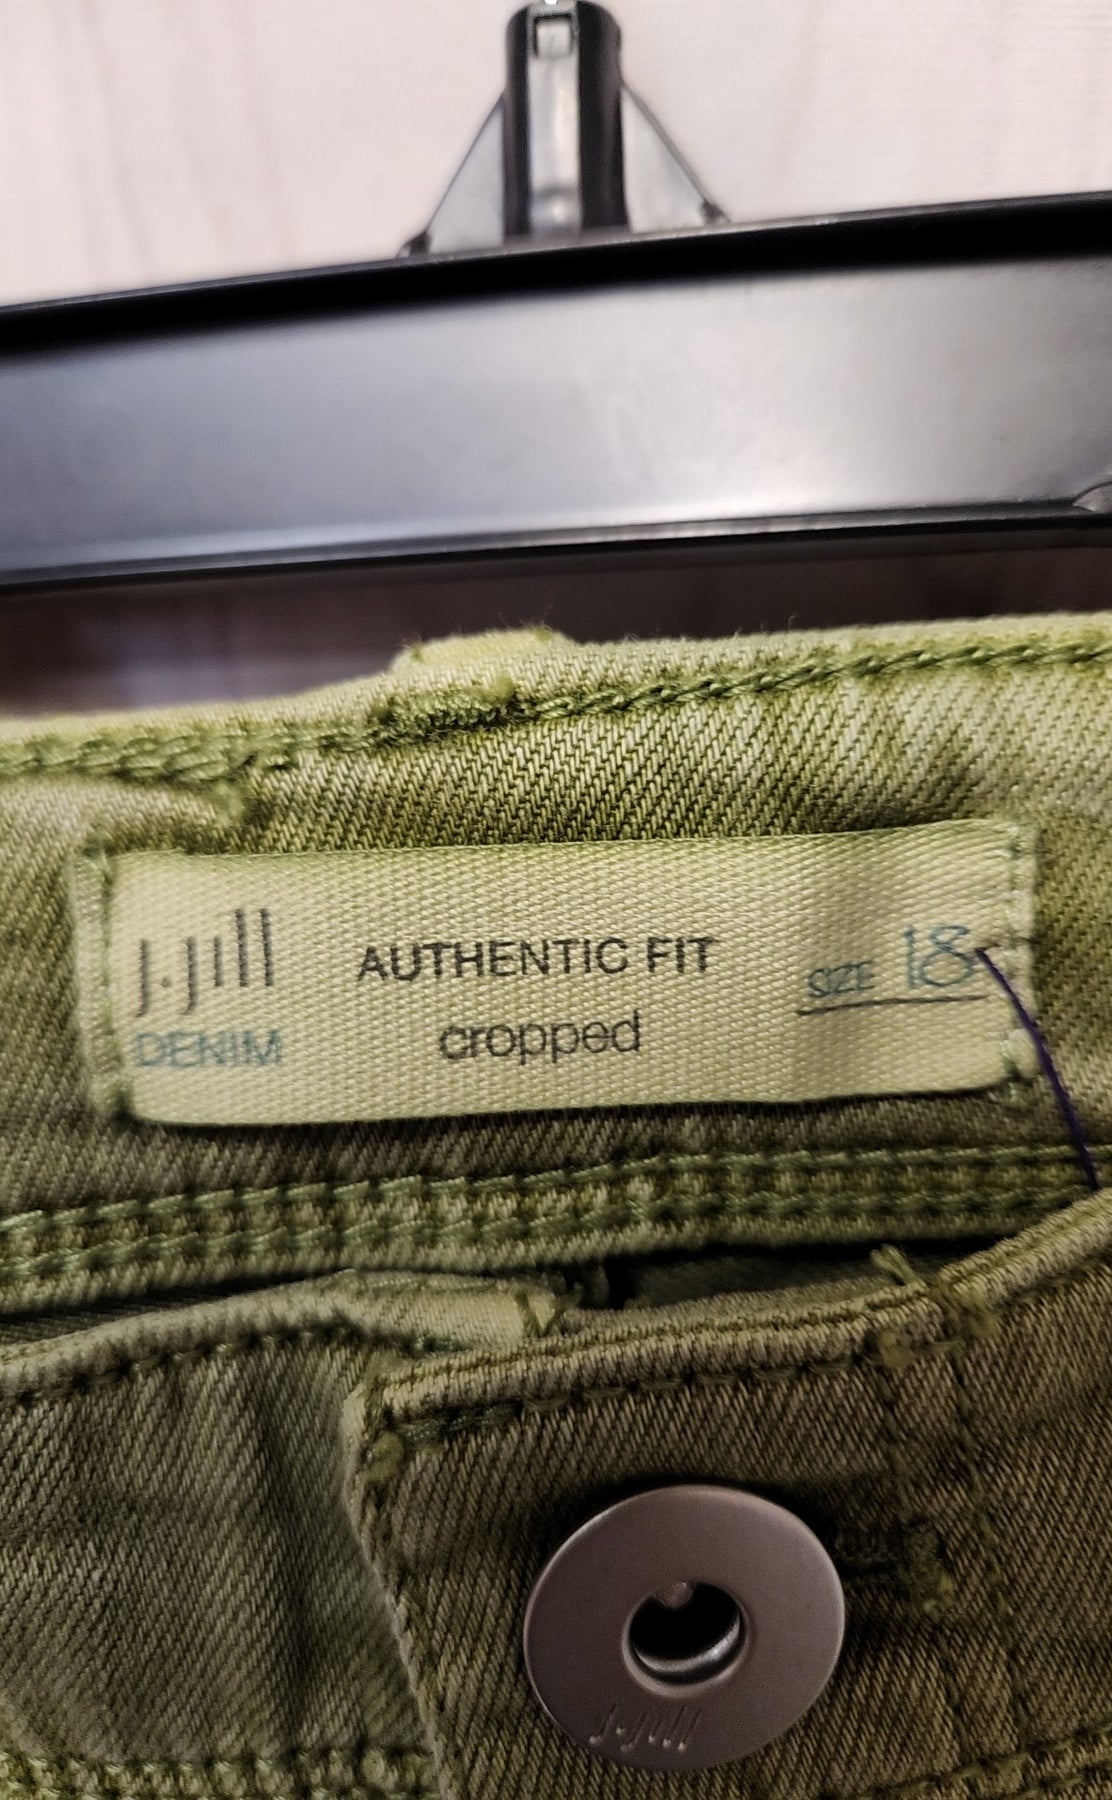 J.Jill AUTHENTIC FIT SIZE 18
DENIM cropped
J.Jill